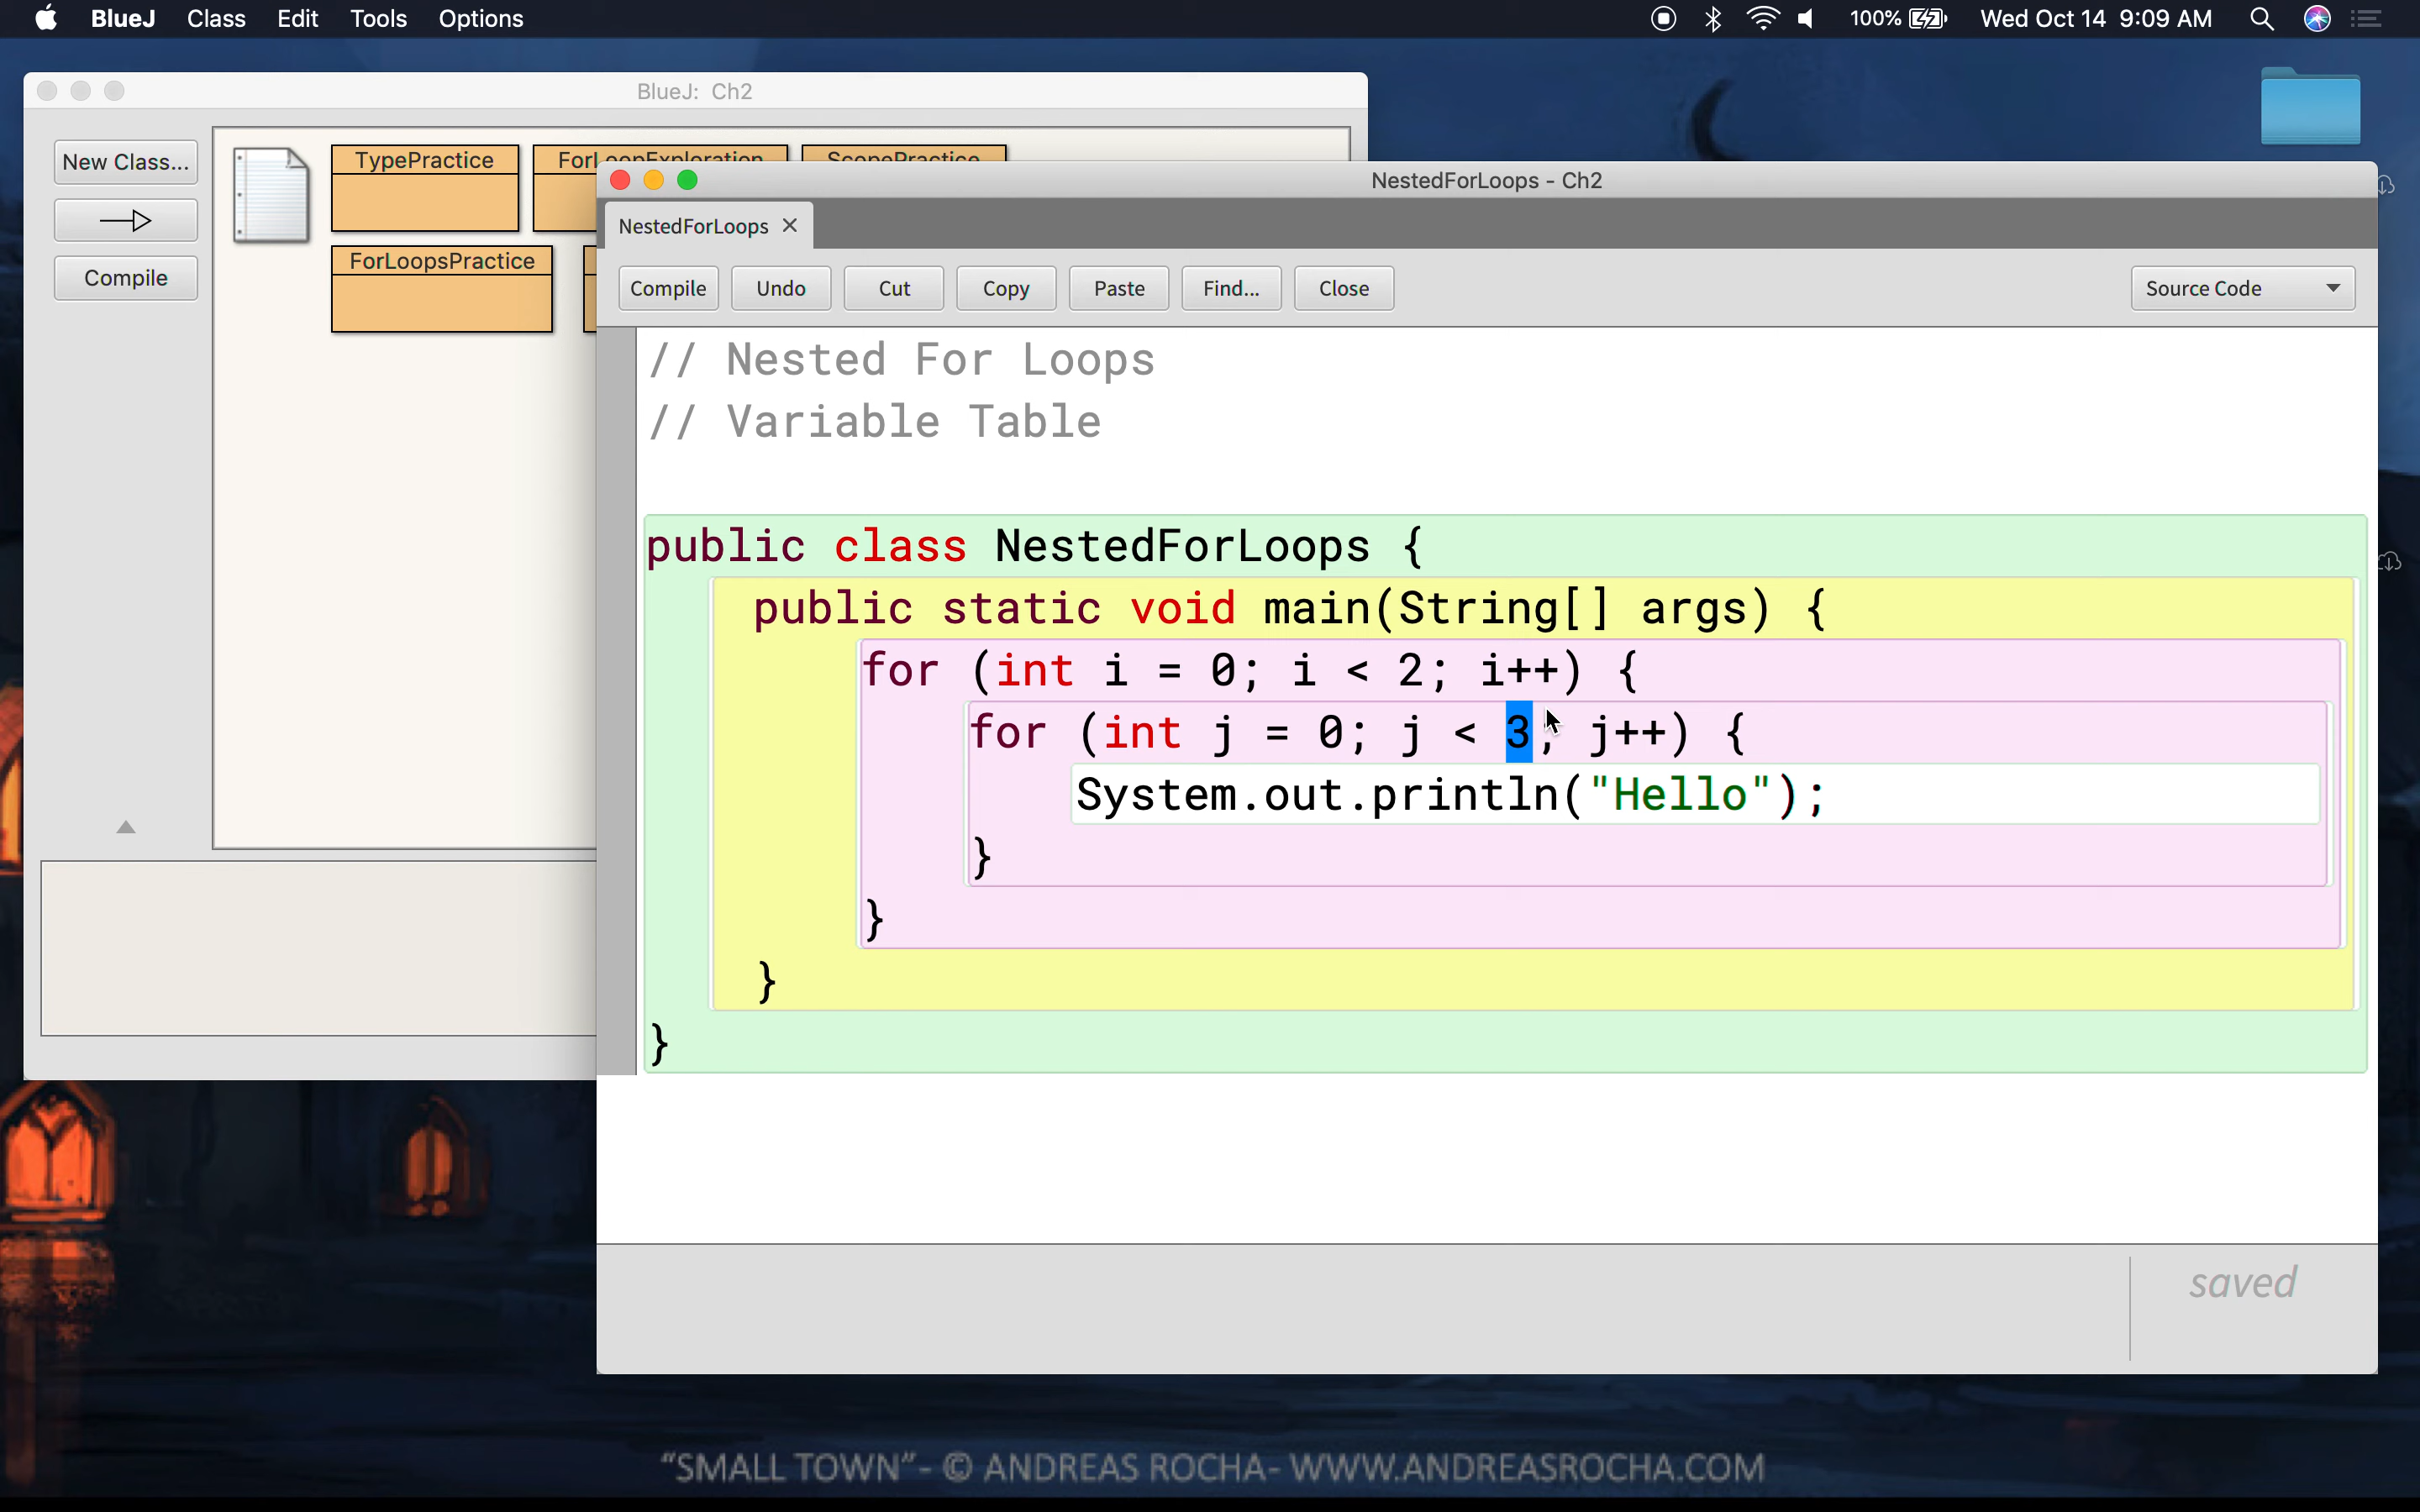 BlueJ Class Edit Tools Options 100% Wed Oct 14 9:09 AM
BlueJ: Ch2
New Class...
Compile
TypePractice ForLoopExploration ScopePractice
ForLoopsPractice
NestedForLoops - Ch2
NestedForLoops
Compile Undo Cut Copy Paste Find... Close Source Code
// Nested For Loops
// Variable Table
public class NestedForLoops {
public static void main(String[] args) {
for (int i = 0; i < 2; i++) {
for (int j = 0; j < 3; j++) {
System.out.println("Hello");
}
}
}
}
saved
“SMALL TOWN” - © ANDREAS ROCHA- WWW.ANDREASROCHA.COM